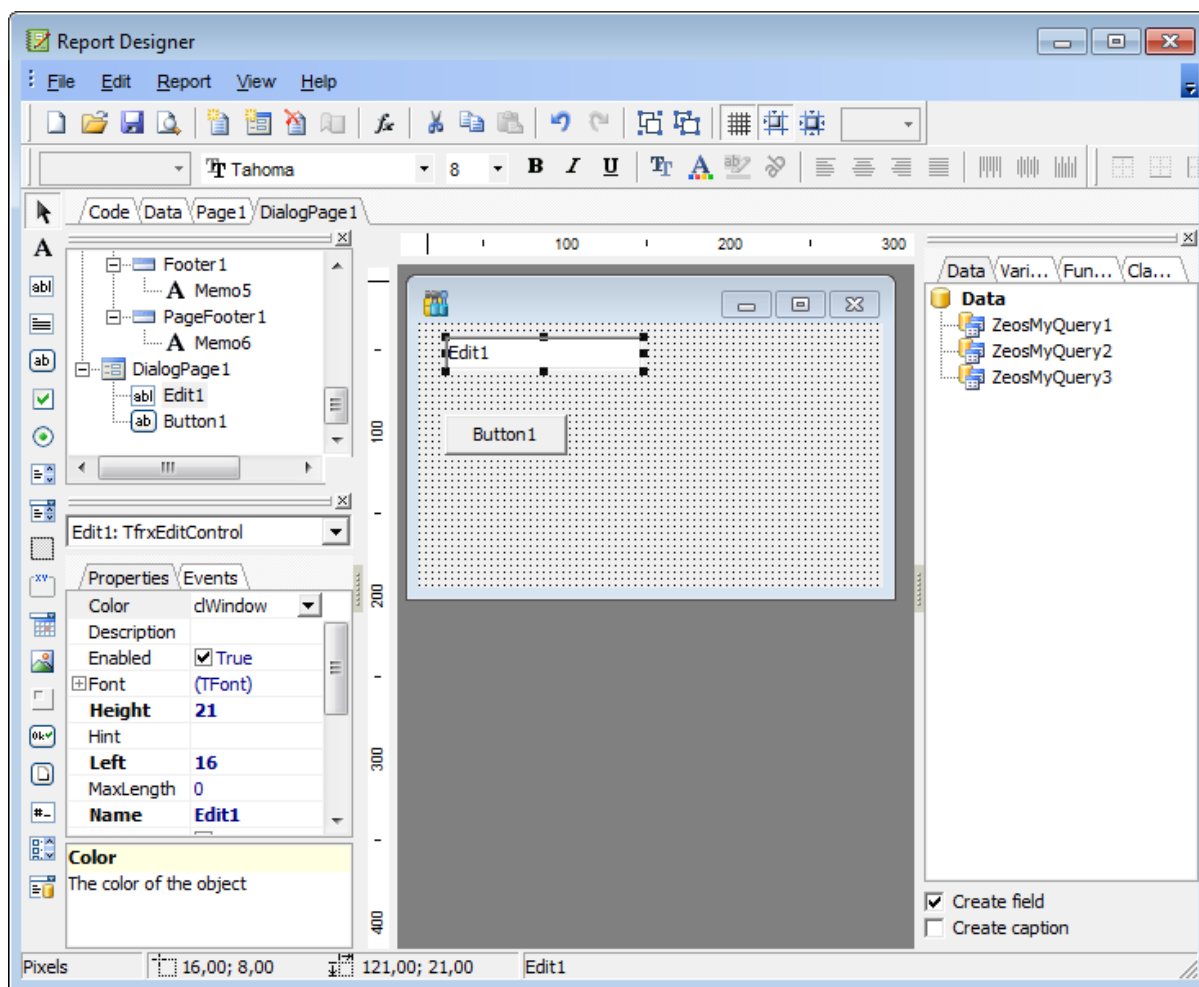 Report Designer
File Edit Report View Help
Tahoma 8 B I U
Code Data Page1 DialogPage1
Footer1
Memo5
PageFooter1
Memo6
DialogPage1
Edit1
Button1
Edit1: TfrxEditControl
Properties Events
Color clWindow
Description
Enabled True
Font (TFont)
Height 21
Hint
Left 16
MaxLength 0
Name Edit1
Color
The color of the object
100 200 300
100
200
300
400
Edit1
Button1
Data Vari... Fun... Cla...
Data
ZeosMyQuery1
ZeosMyQuery2
ZeosMyQuery3
Create field
Create caption
Pixels 16,00; 8,00 121,00; 21,00 Edit1